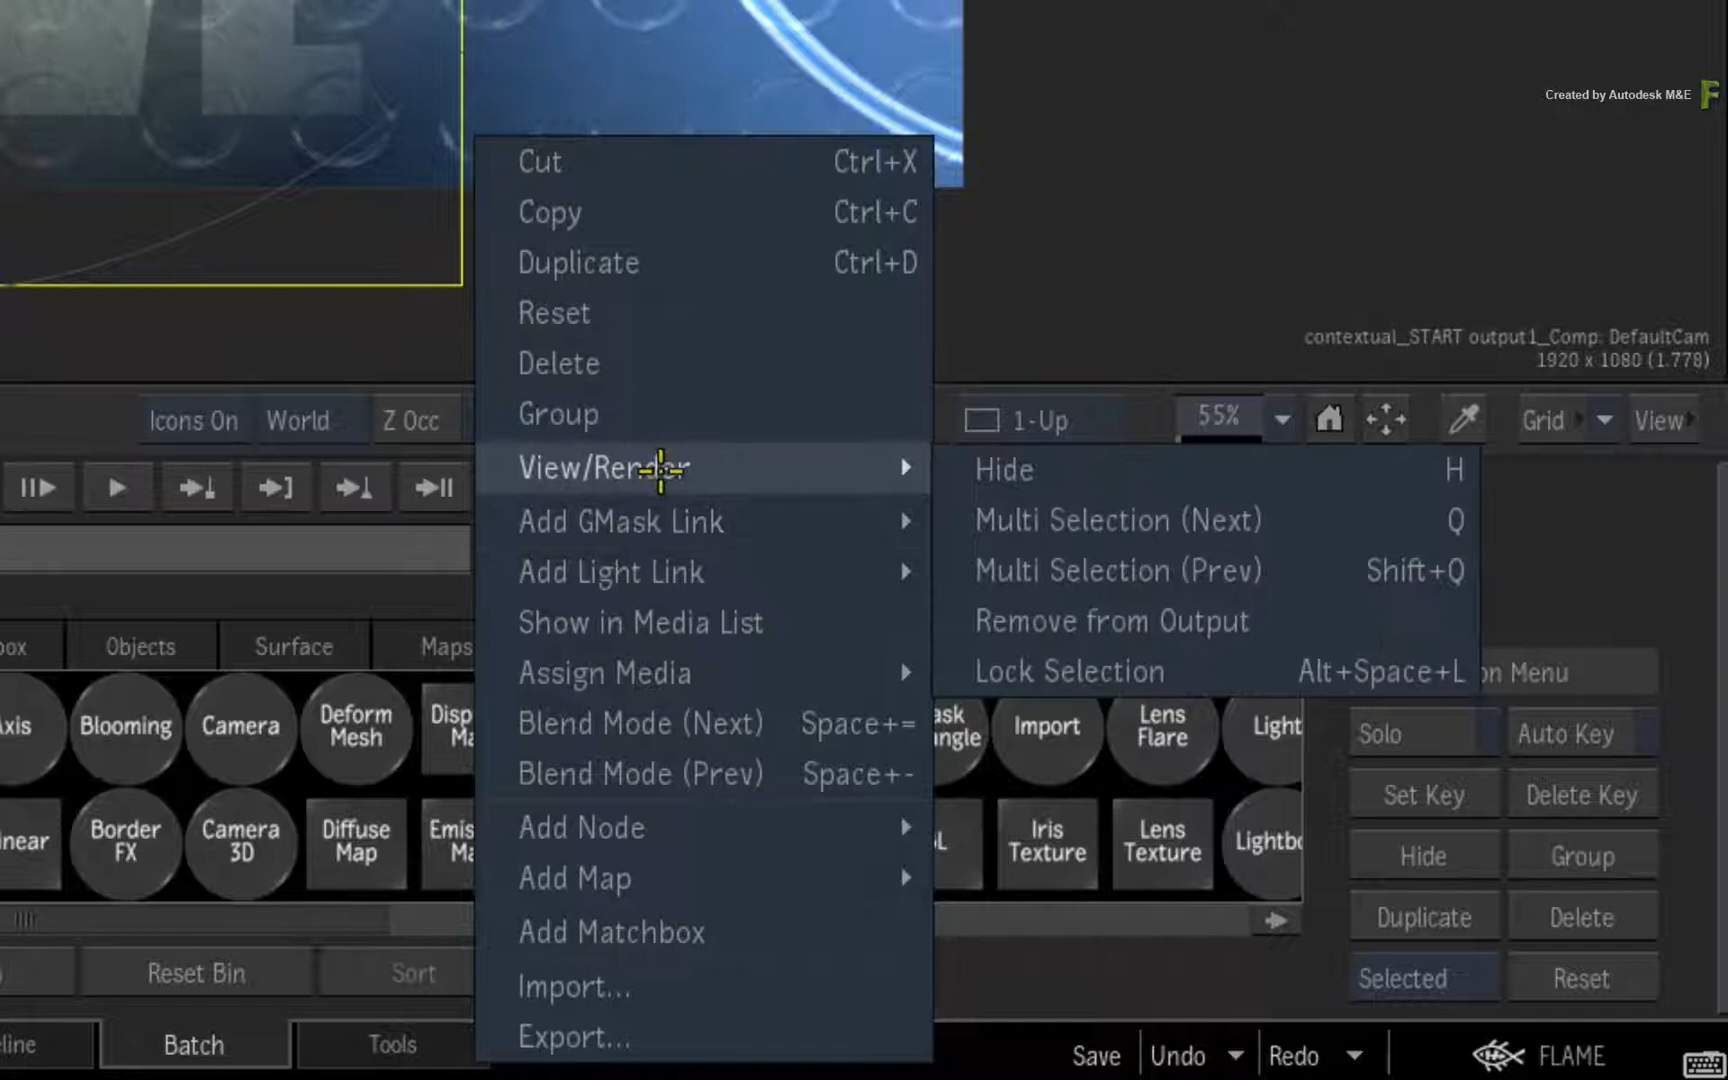 Created by Autodesk M&E
Cut Ctrl+X
Copy Ctrl+C
Duplicate Ctrl+D
Reset
Delete
Group
View/Render
Add GMask Link
Add Light Link
Show in Media List
Assign Media
Blend Mode (Next) Space+=
Blend Mode (Prev) Space+-
Add Node
Add Map
Add Matchbox
Import...
Export...
Hide H
Multi Selection (Next) Q
Multi Selection (Prev) Shift+Q
Remove from Output
Lock Selection Alt+Space+L
contextual_START output1_Comp: DefaultCam
1920 x 1080 (1.778)
Icons On World Z Occ
1-Up 55% Grid View
Objects Surface Maps
Menu
Blooming
Camera
Deform
Mesh
Import
Lens
Flare
Light
Border
FX
Camera
3D
Diffuse
Map
Iris
Texture
Lens
Texture
Solo Auto Key
Set Key Delete Key
Hide Group
Duplicate Delete
Selected Reset
Reset Bin Sort
Batch Tools
Save Undo Redo FLAME